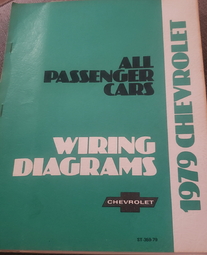 ALL
PASSENGER
CARS
WIRING
DIAGRAMS
CHEVROLET
1979 CHEVROLET